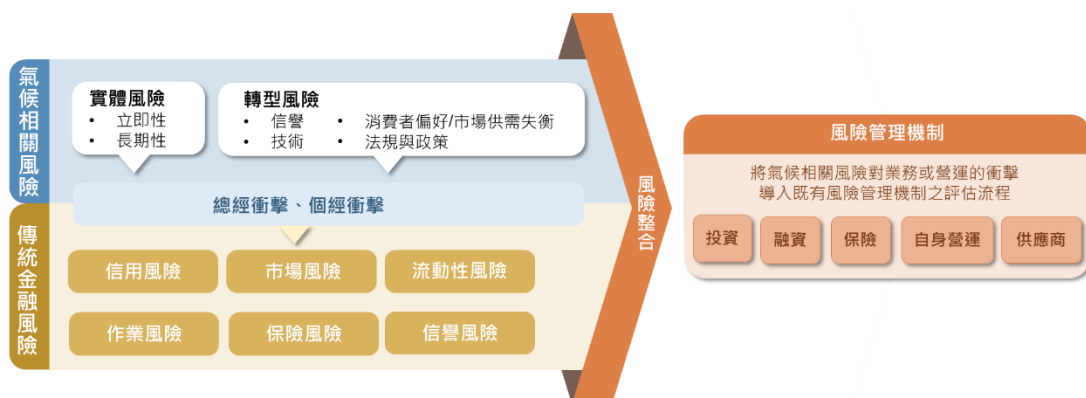 氣候相關風險
實體風險
• 立即性
• 長期性
轉型風險
• 信譽
• 技術
• 消費者偏好/市場供需失衡
• 法規與政策
總經衝擊、個經衝擊
傳統金融風險
信用風險
市場風險
流動性風險
作業風險
保險風險
信譽風險
風險整合
風險管理機制
將氣候相關風險對業務或營運的衝擊
導入既有風險管理機制之評估流程
投資
融資
保險
自身營運
供應商